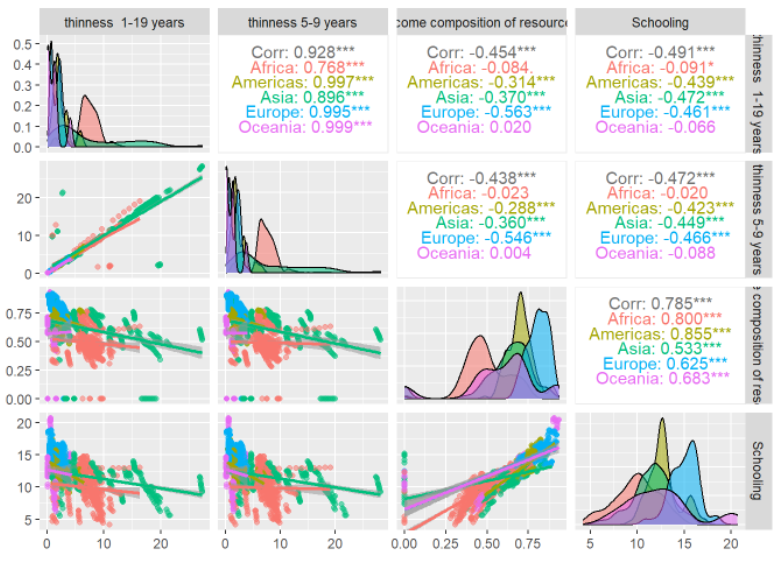 thinness  1-19 years
thinness 5-9 years
come composition of resource
Schooling
0.5
0.4
0.3
0.2
0.1
0.0
Corr: 0.928***
Africa: 0.768***
Americas: 0.997***
Asia: 0.896***
Europe: 0.995***
Oceania: 0.999***
Corr: -0.454***
Africa: -0.084
Americas: -0.314***
Asia: -0.370***
Europe: -0.563***
Oceania: 0.020
Corr: -0.491***
Africa: -0.091*
Americas: -0.439***
Asia: -0.472***
Europe: -0.461***
Oceania: -0.066
thinness  1-19 years
20
10
0
Corr: -0.438***
Africa: -0.023
Americas: -0.288***
Asia: -0.360***
Europe: -0.546***
Oceania: 0.004
Corr: -0.472***
Africa: -0.020
Americas: -0.423***
Asia: -0.449***
Europe: -0.466***
Oceania: -0.088
thinness 5-9 years
0.75
0.50
0.25
0.00
Corr: 0.785***
Africa: 0.800***
Americas: 0.855***
Asia: 0.533***
Europe: 0.625***
Oceania: 0.683***
e composition of res
20
15
10
5
Schooling
0 10 20
0 10 20
0.00 0.25 0.50 0.75
5 10 15 20